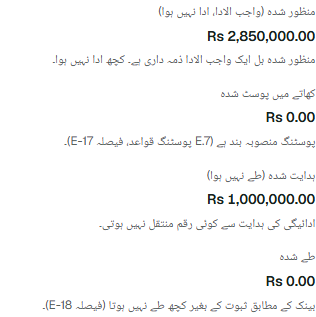 منظور شدہ (واجب الادا، ادا نہیں ہوا)
Rs 2,850,000.00
منظور شدہ بل ایک واجب الادا ذمہ داری ہے۔ کچھ ادا نہیں ہوا۔
کھاتے میں پوسٹ شدہ
Rs 0.00
پوسٹنگ منصوبہ بند ہے (E.7 پوسٹنگ قواعد، فیصلہ E-17)۔
ہدایت شدہ (طے نہیں ہوا)
Rs 1,000,000.00
ادائیگی کی ہدایت سے کوئی رقم منتقل نہیں ہوتی۔
طے شدہ
Rs 0.00
بینک کے مطابق ثبوت کے بغیر کچھ طے نہیں ہوتا (فیصلہ E-18)۔